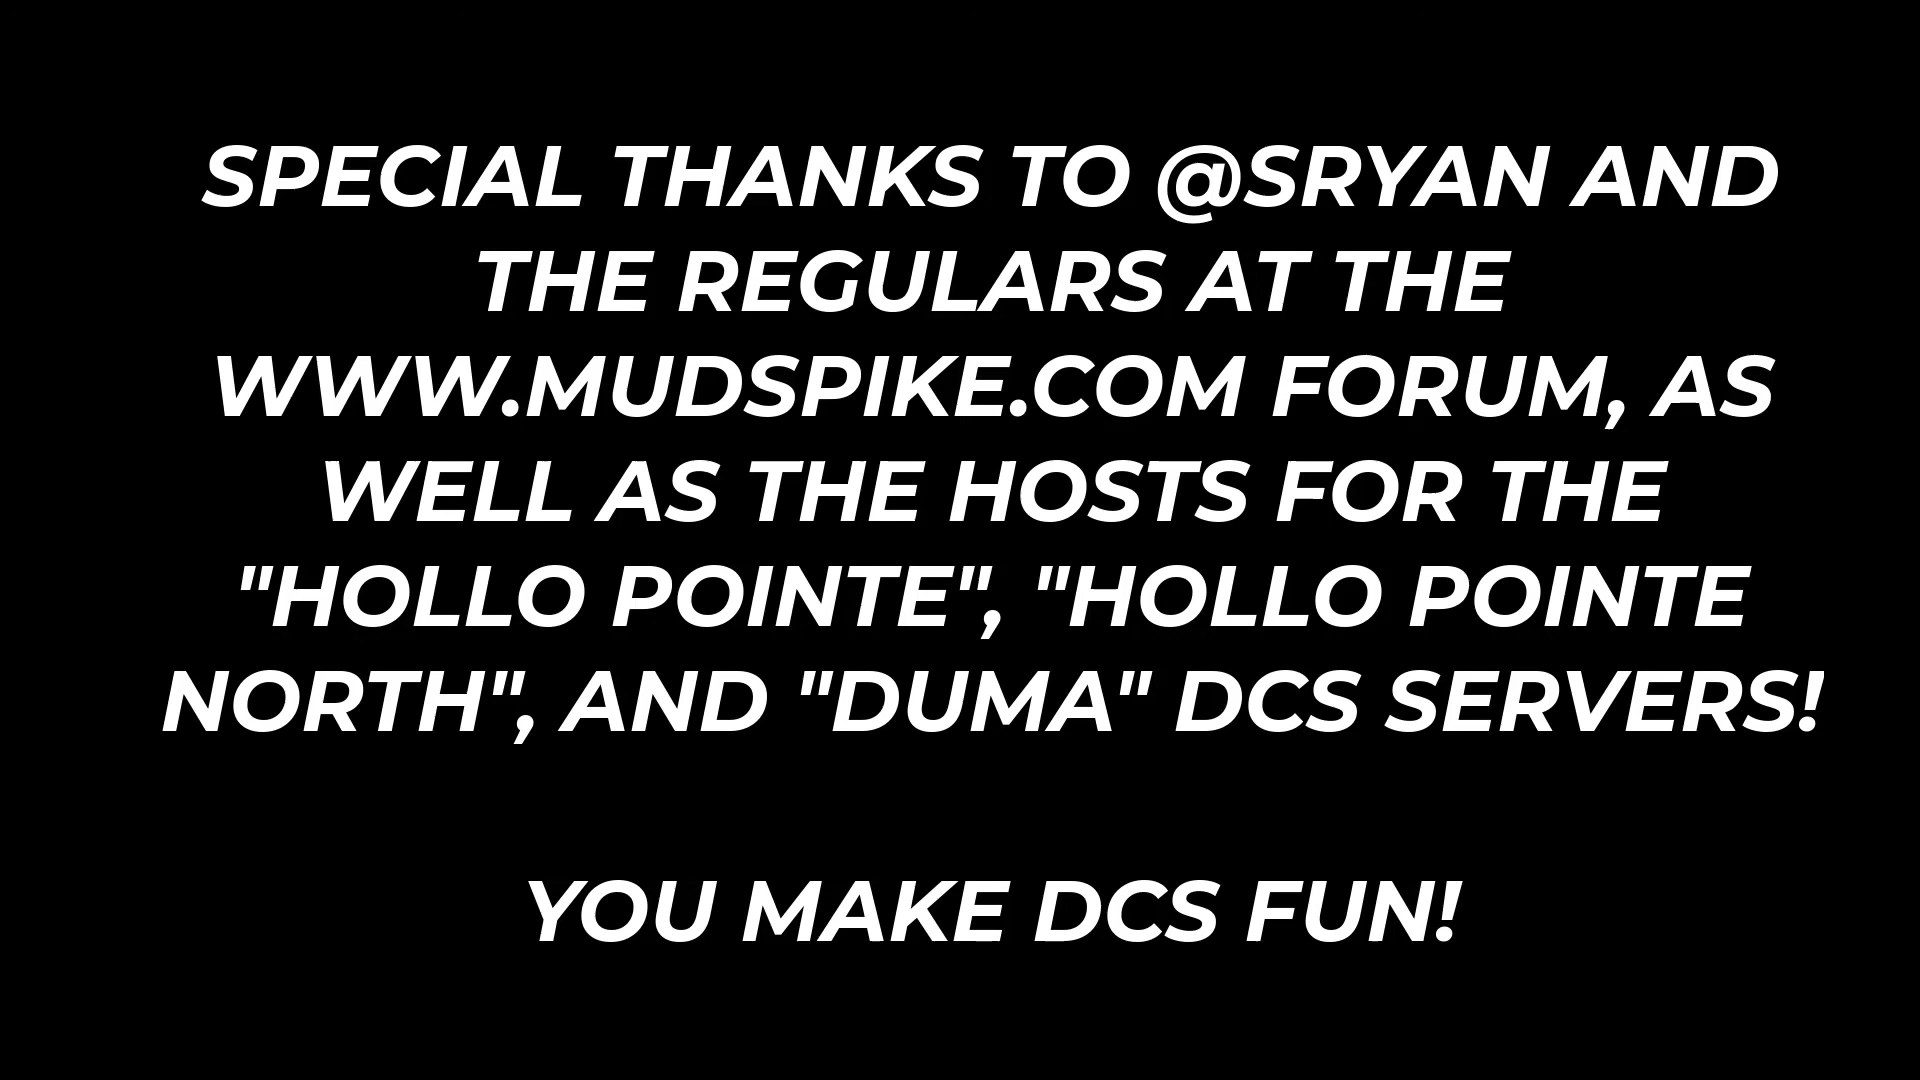 SPECIAL THANKS TO @SRYAN AND
THE REGULARS AT THE
WWW.MUDSPIKE.COM FORUM, AS
WELL AS THE HOSTS FOR THE
"HOLLO POINTE", "HOLLO POINTE
NORTH", AND "DUMA" DCS SERVERS!
YOU MAKE DCS FUN!